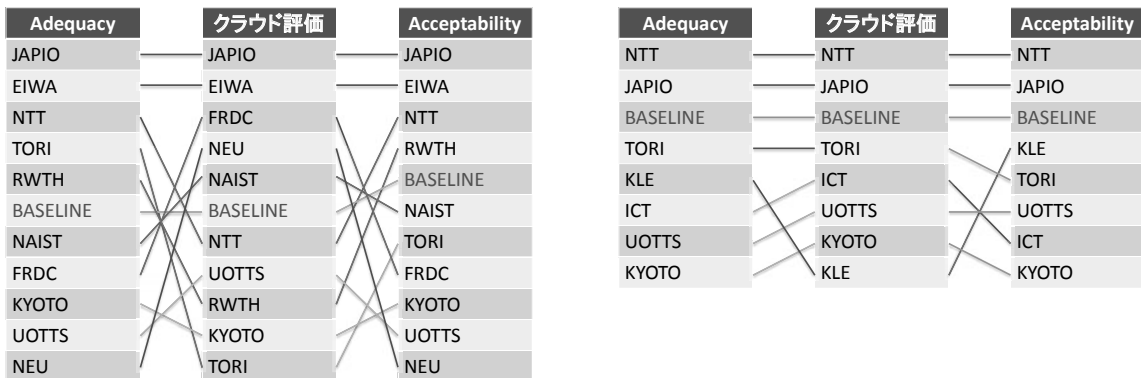 Adequacy クラウド評価 Acceptability
JAPIO JAPIO JAPIO
EIWA EIWA EIWA
NTT FRDC NTT
TORI NEU RWTH
RWTH NAIST BASELINE
BASELINE BASELINE NAIST
NAIST NTT TORI
FRDC UOTTS FRDC
KYOTO RWTH KYOTO
UOTTS KYOTO UOTTS
NEU TORI NEU
Adequacy クラウド評価 Acceptability
NTT NTT NTT
JAPIO JAPIO JAPIO
BASELINE BASELINE BASELINE
TORI TORI KLE
KLE ICT TORI
ICT UOTTS UOTTS
UOTTS KYOTO ICT
KYOTO KLE KYOTO